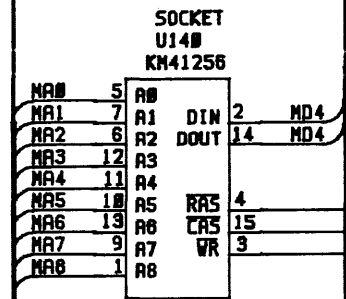 SOCKET
U140
KM41256
MA0 5 A0
MA1 7 A1 DIN 2 MD4
MA2 6 A2 DOUT 14 MD4
MA3 12 A3
MA4 11 A4
MA5 10 A5 RAS 4
MA6 13 A6 CAS 15
MA7 9 A7 WR 3
MA8 1 A8